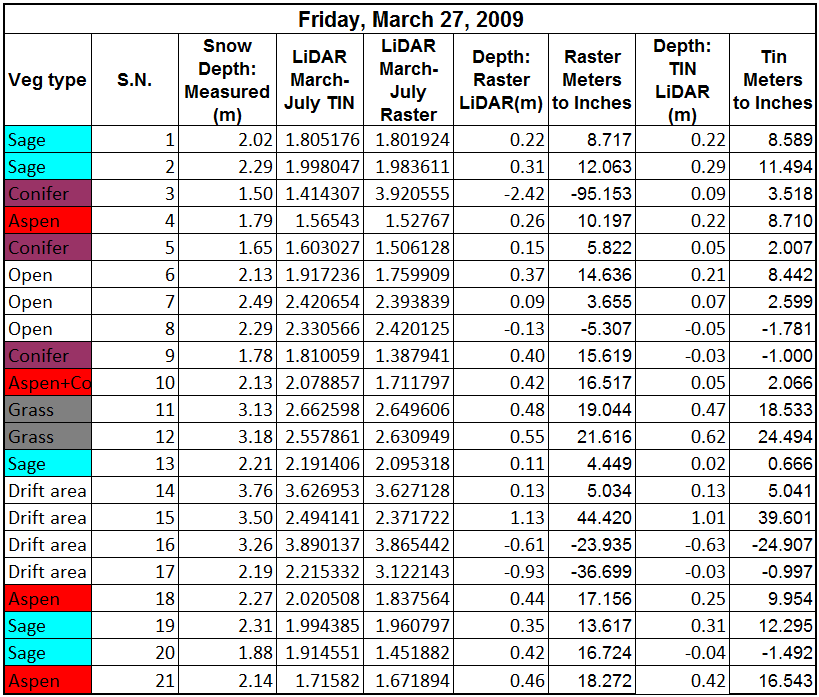 Friday, March 27, 2009
Veg type S.N. Snow Depth: Measured (m) LiDAR March-July TIN LiDAR March-July Raster Depth: Raster LiDAR(m) Raster Meters to Inches Depth: TIN LiDAR (m) Tin Meters to Inches
Sage 1 2.02 1.805176 1.801924 0.22 8.717 0.22 8.589
Sage 2 2.29 1.998047 1.983611 0.31 12.063 0.29 11.494
Conifer 3 1.50 1.414307 3.920555 -2.42 -95.153 0.09 3.518
Aspen 4 1.79 1.56543 1.52767 0.26 10.197 0.22 8.710
Conifer 5 1.65 1.603027 1.506128 0.15 5.822 0.05 2.007
Open 6 2.13 1.917236 1.759909 0.37 14.636 0.21 8.442
Open 7 2.49 2.420654 2.393839 0.09 3.655 0.07 2.599
Open 8 2.29 2.330566 2.420125 -0.13 -5.307 -0.05 -1.781
Conifer 9 1.78 1.810059 1.387941 0.40 15.619 -0.03 -1.000
Aspen+Co 10 2.13 2.078857 1.711797 0.42 16.517 0.05 2.066
Grass 11 3.13 2.662598 2.649606 0.48 19.044 0.47 18.533
Grass 12 3.18 2.557861 2.630949 0.55 21.616 0.62 24.494
Sage 13 2.21 2.191406 2.095318 0.11 4.449 0.02 0.666
Drift area 14 3.76 3.626953 3.627128 0.13 5.034 0.13 5.041
Drift area 15 3.50 2.494141 2.371722 1.13 44.420 1.01 39.601
Drift area 16 3.26 3.890137 3.865442 -0.61 -23.935 -0.63 -24.907
Drift area 17 2.19 2.215332 3.122143 -0.93 -36.699 -0.03 -0.997
Aspen 18 2.27 2.020508 1.837564 0.44 17.156 0.25 9.954
Sage 19 2.31 1.994385 1.960797 0.35 13.617 0.31 12.295
Sage 20 1.88 1.914551 1.451882 0.42 16.724 -0.04 -1.492
Aspen 21 2.14 1.71582 1.671894 0.46 18.272 0.42 16.543